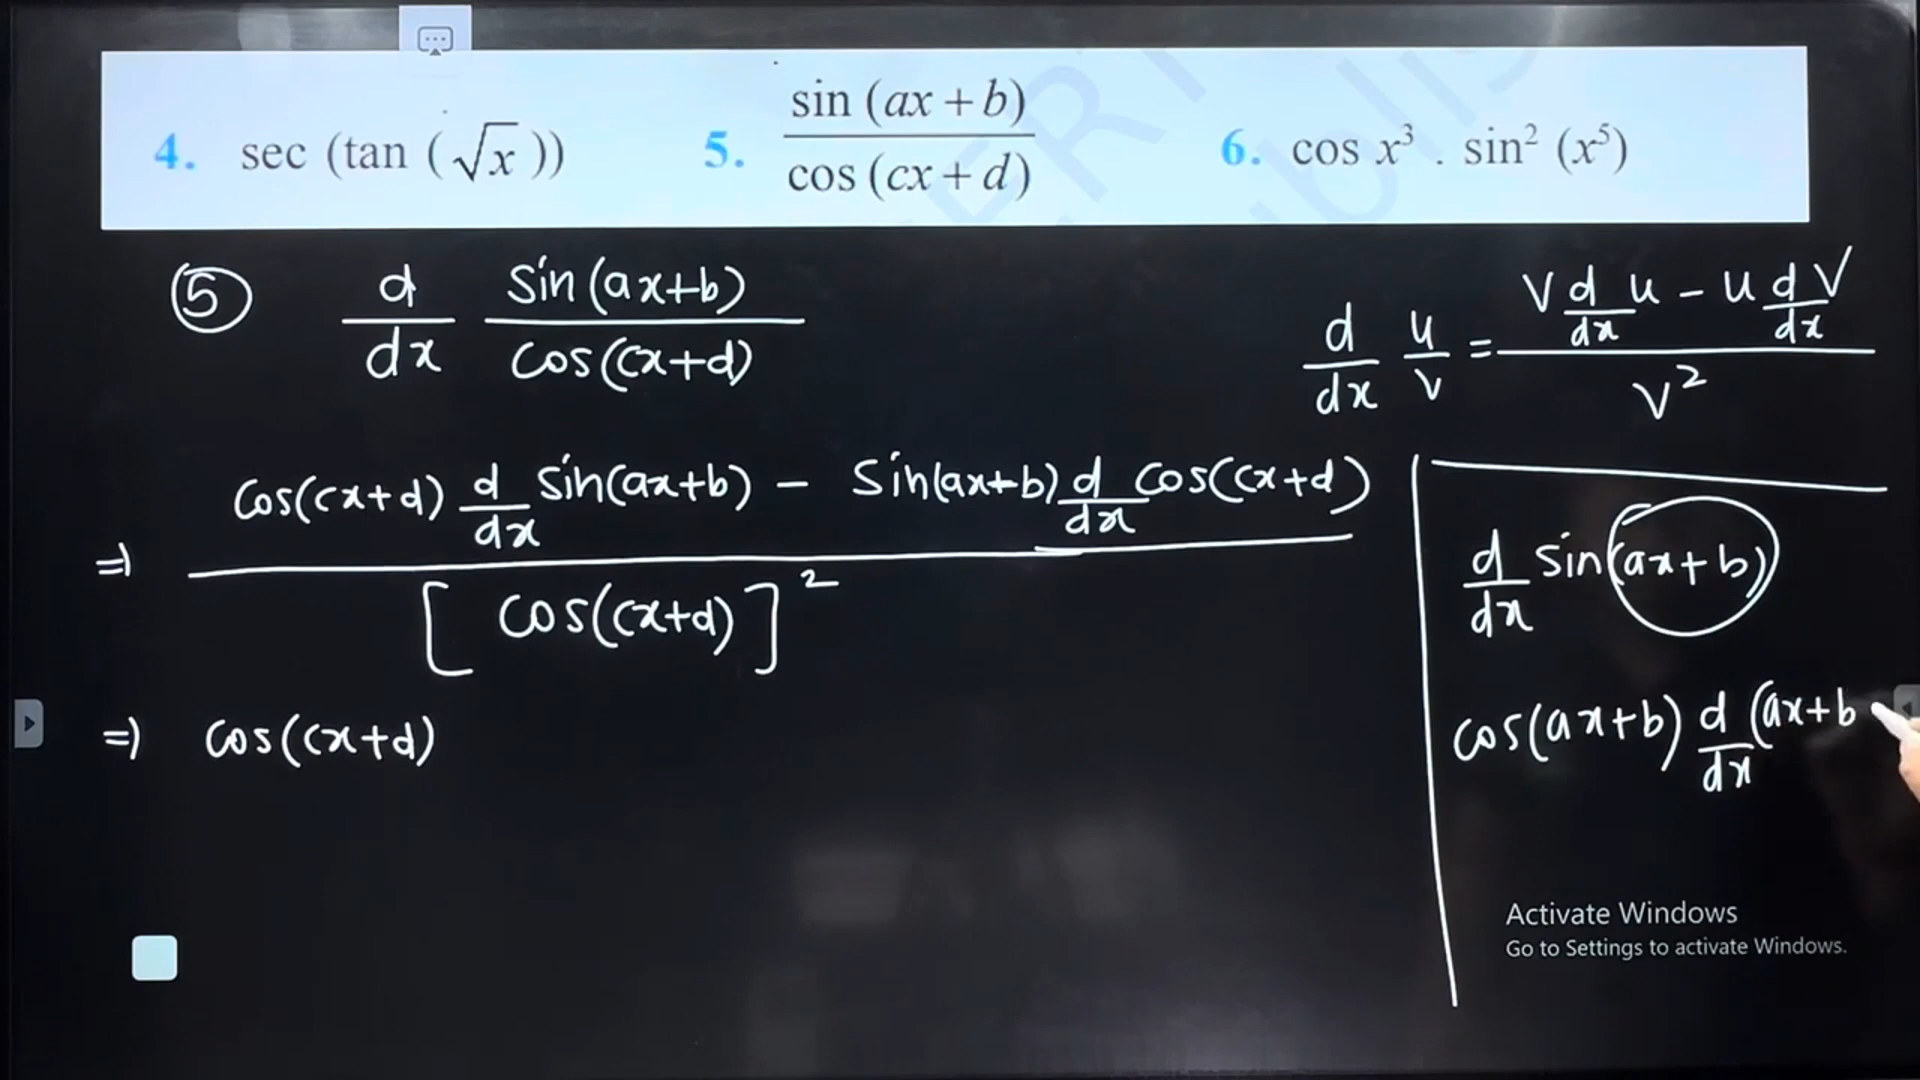 4. sec (tan (√x)) 5. sin (ax + b) / cos (cx + d) 6. cos x³ . sin² (x⁵)
⑤ d/dx sin(ax+b) / cos(cx+d)
d/dx u/v = (v d/dx u - u d/dx v) / v²
⇒ cos(cx+d) d/dx sin(ax+b) - sin(ax+b) d/dx cos(cx+d) / [cos(cx+d)]²
⇒ cos(cx+d)
d/dx sin(ax+b)
cos(ax+b) d/dx (ax+b
Activate Windows
Go to Settings to activate Windows.